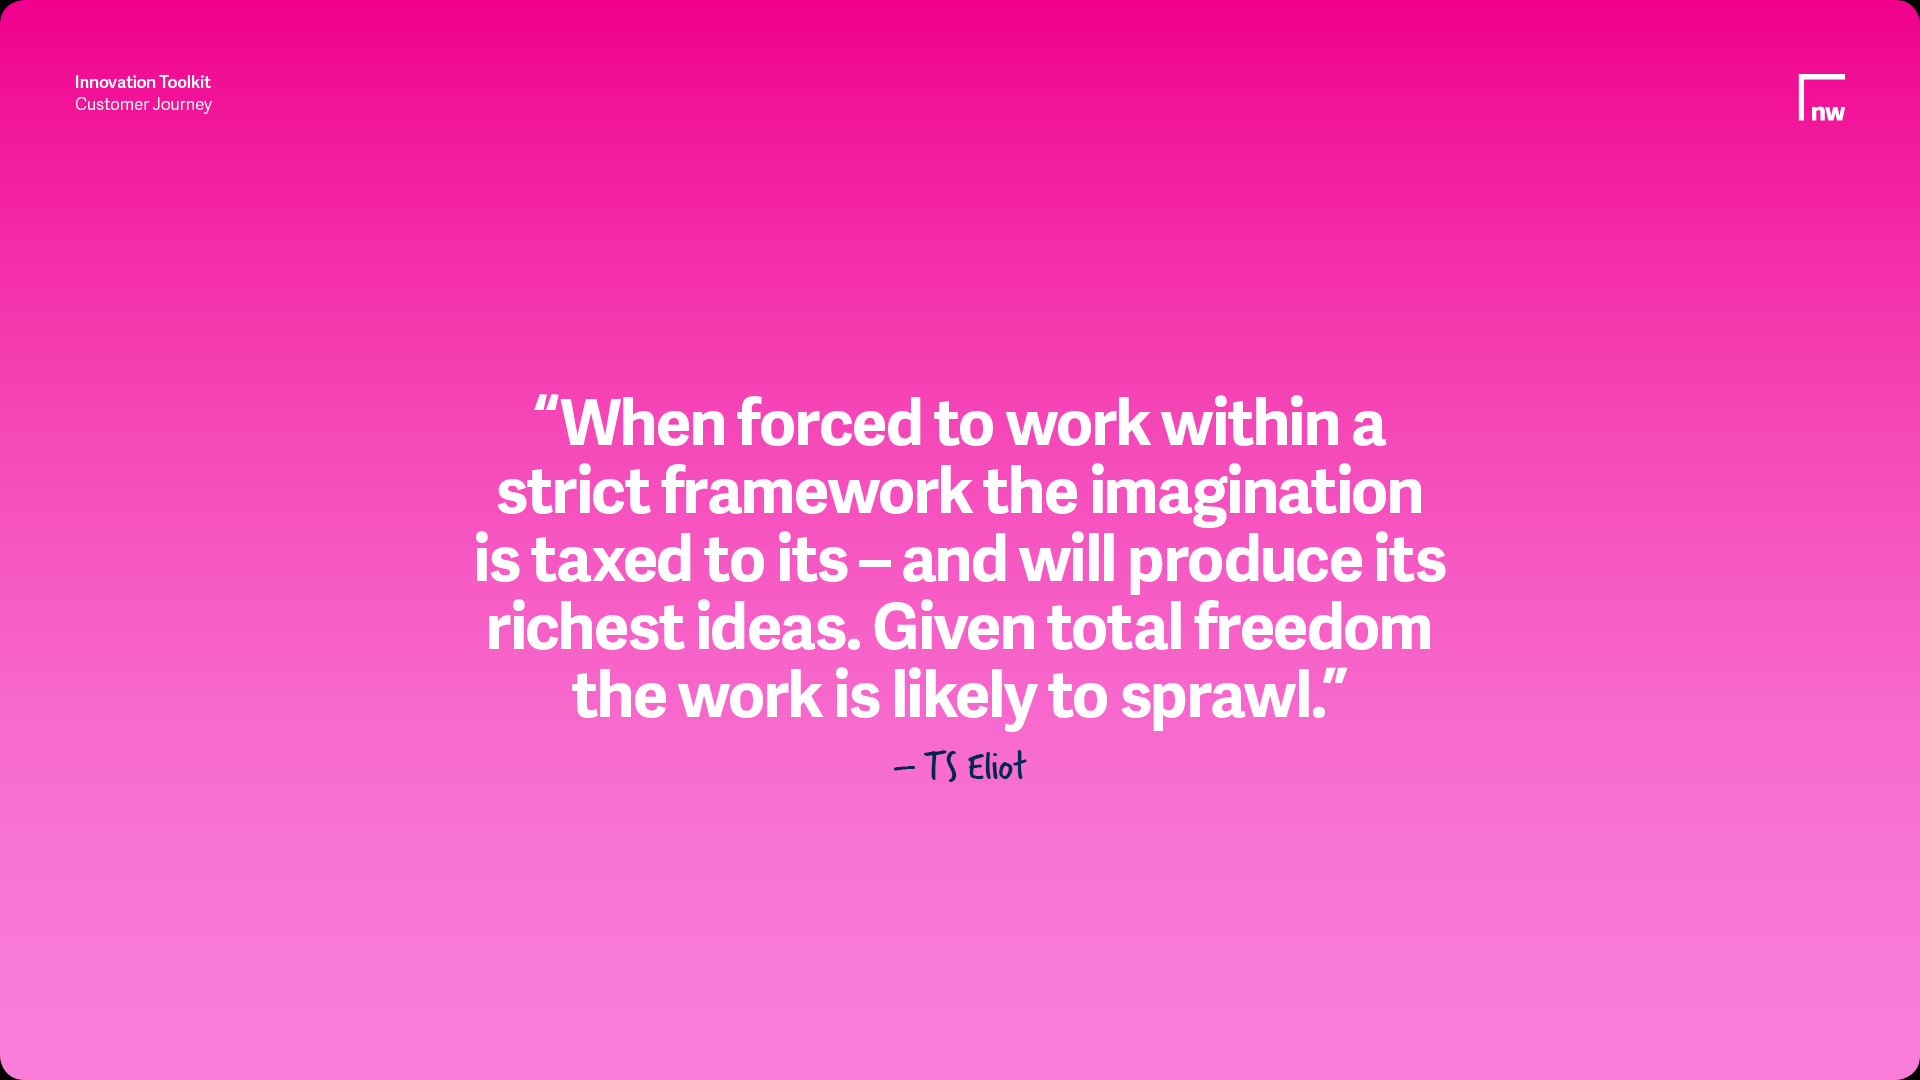 Innovation Toolkit
Customer Journey
nw
“When forced to work within a
strict framework the imagination
is taxed to its – and will produce its
richest ideas. Given total freedom
the work is likely to sprawl.”
– TS Eliot